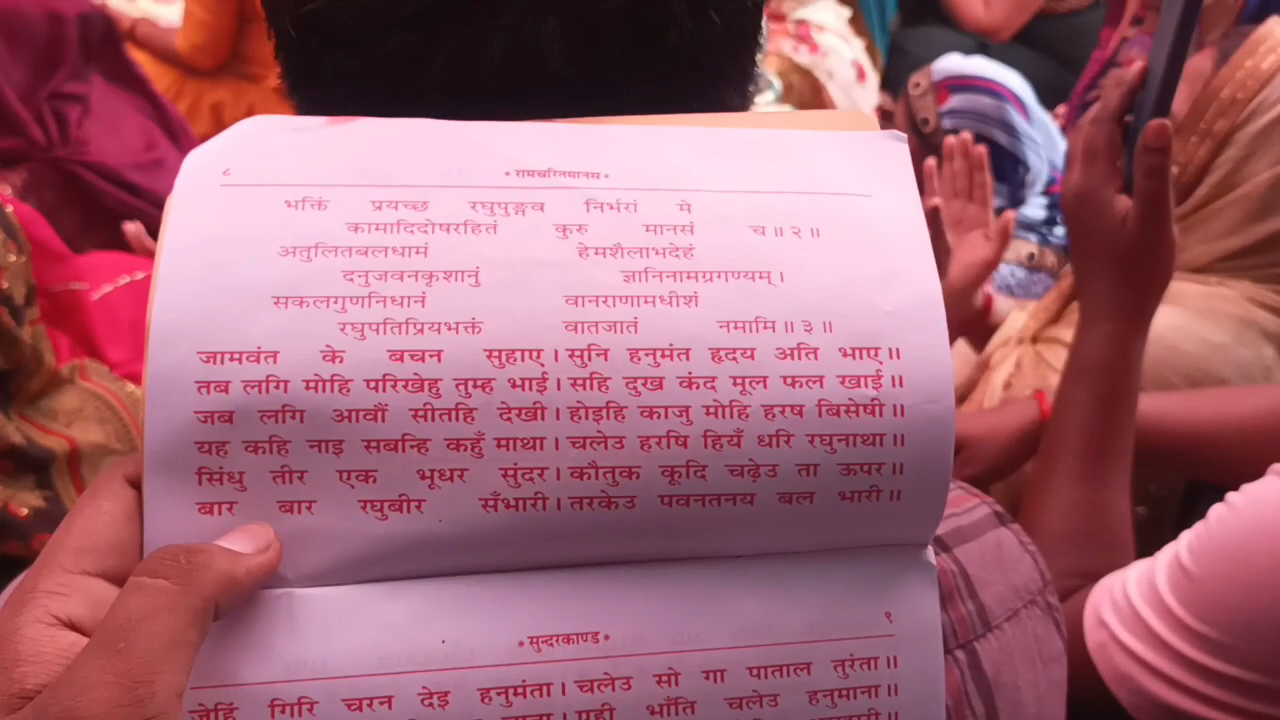 ८ * रामचरितमानस *
भक्तिं प्रयच्छ रघुपुङ्गव निर्भरां मे
कामादिदोषरहितं कुरु मानसं च॥२॥
अतुलितबलधामं हेमशैलाभदेहं
दनुजवनकृशानुं ज्ञानिनामग्रगण्यम्।
सकलगुणनिधानं वानराणामधीशं
रघुपतिप्रियभक्तं वातजातं नमामि॥३॥
जामवंत के बचन सुहाए। सुनि हनुमंत हृदय अति भाए॥
तब लगि मोहि परिखेहु तुम्ह भाई। सहि दुख कंद मूल फल खाई॥
जब लगि आवौं सीतहि देखी। होइहि काजु मोहि हरष बिसेषी॥
यह कहि नाइ सबन्हि कहुँ माथा। चलेउ हरषि हियँ धरि रघुनाथा॥
सिंधु तीर एक भूधर सुंदर। कौतुक कूदि चढ़ेउ ता ऊपर॥
बार बार रघुबीर सँभारी। तरकेउ पवनतनय बल भारी॥
* सुन्दरकाण्ड * ९
जेहिं गिरि चरन देइ हनुमंता। चलेउ सो गा पाताल तुरंता॥
भाँति चलेउ हनुमाना॥